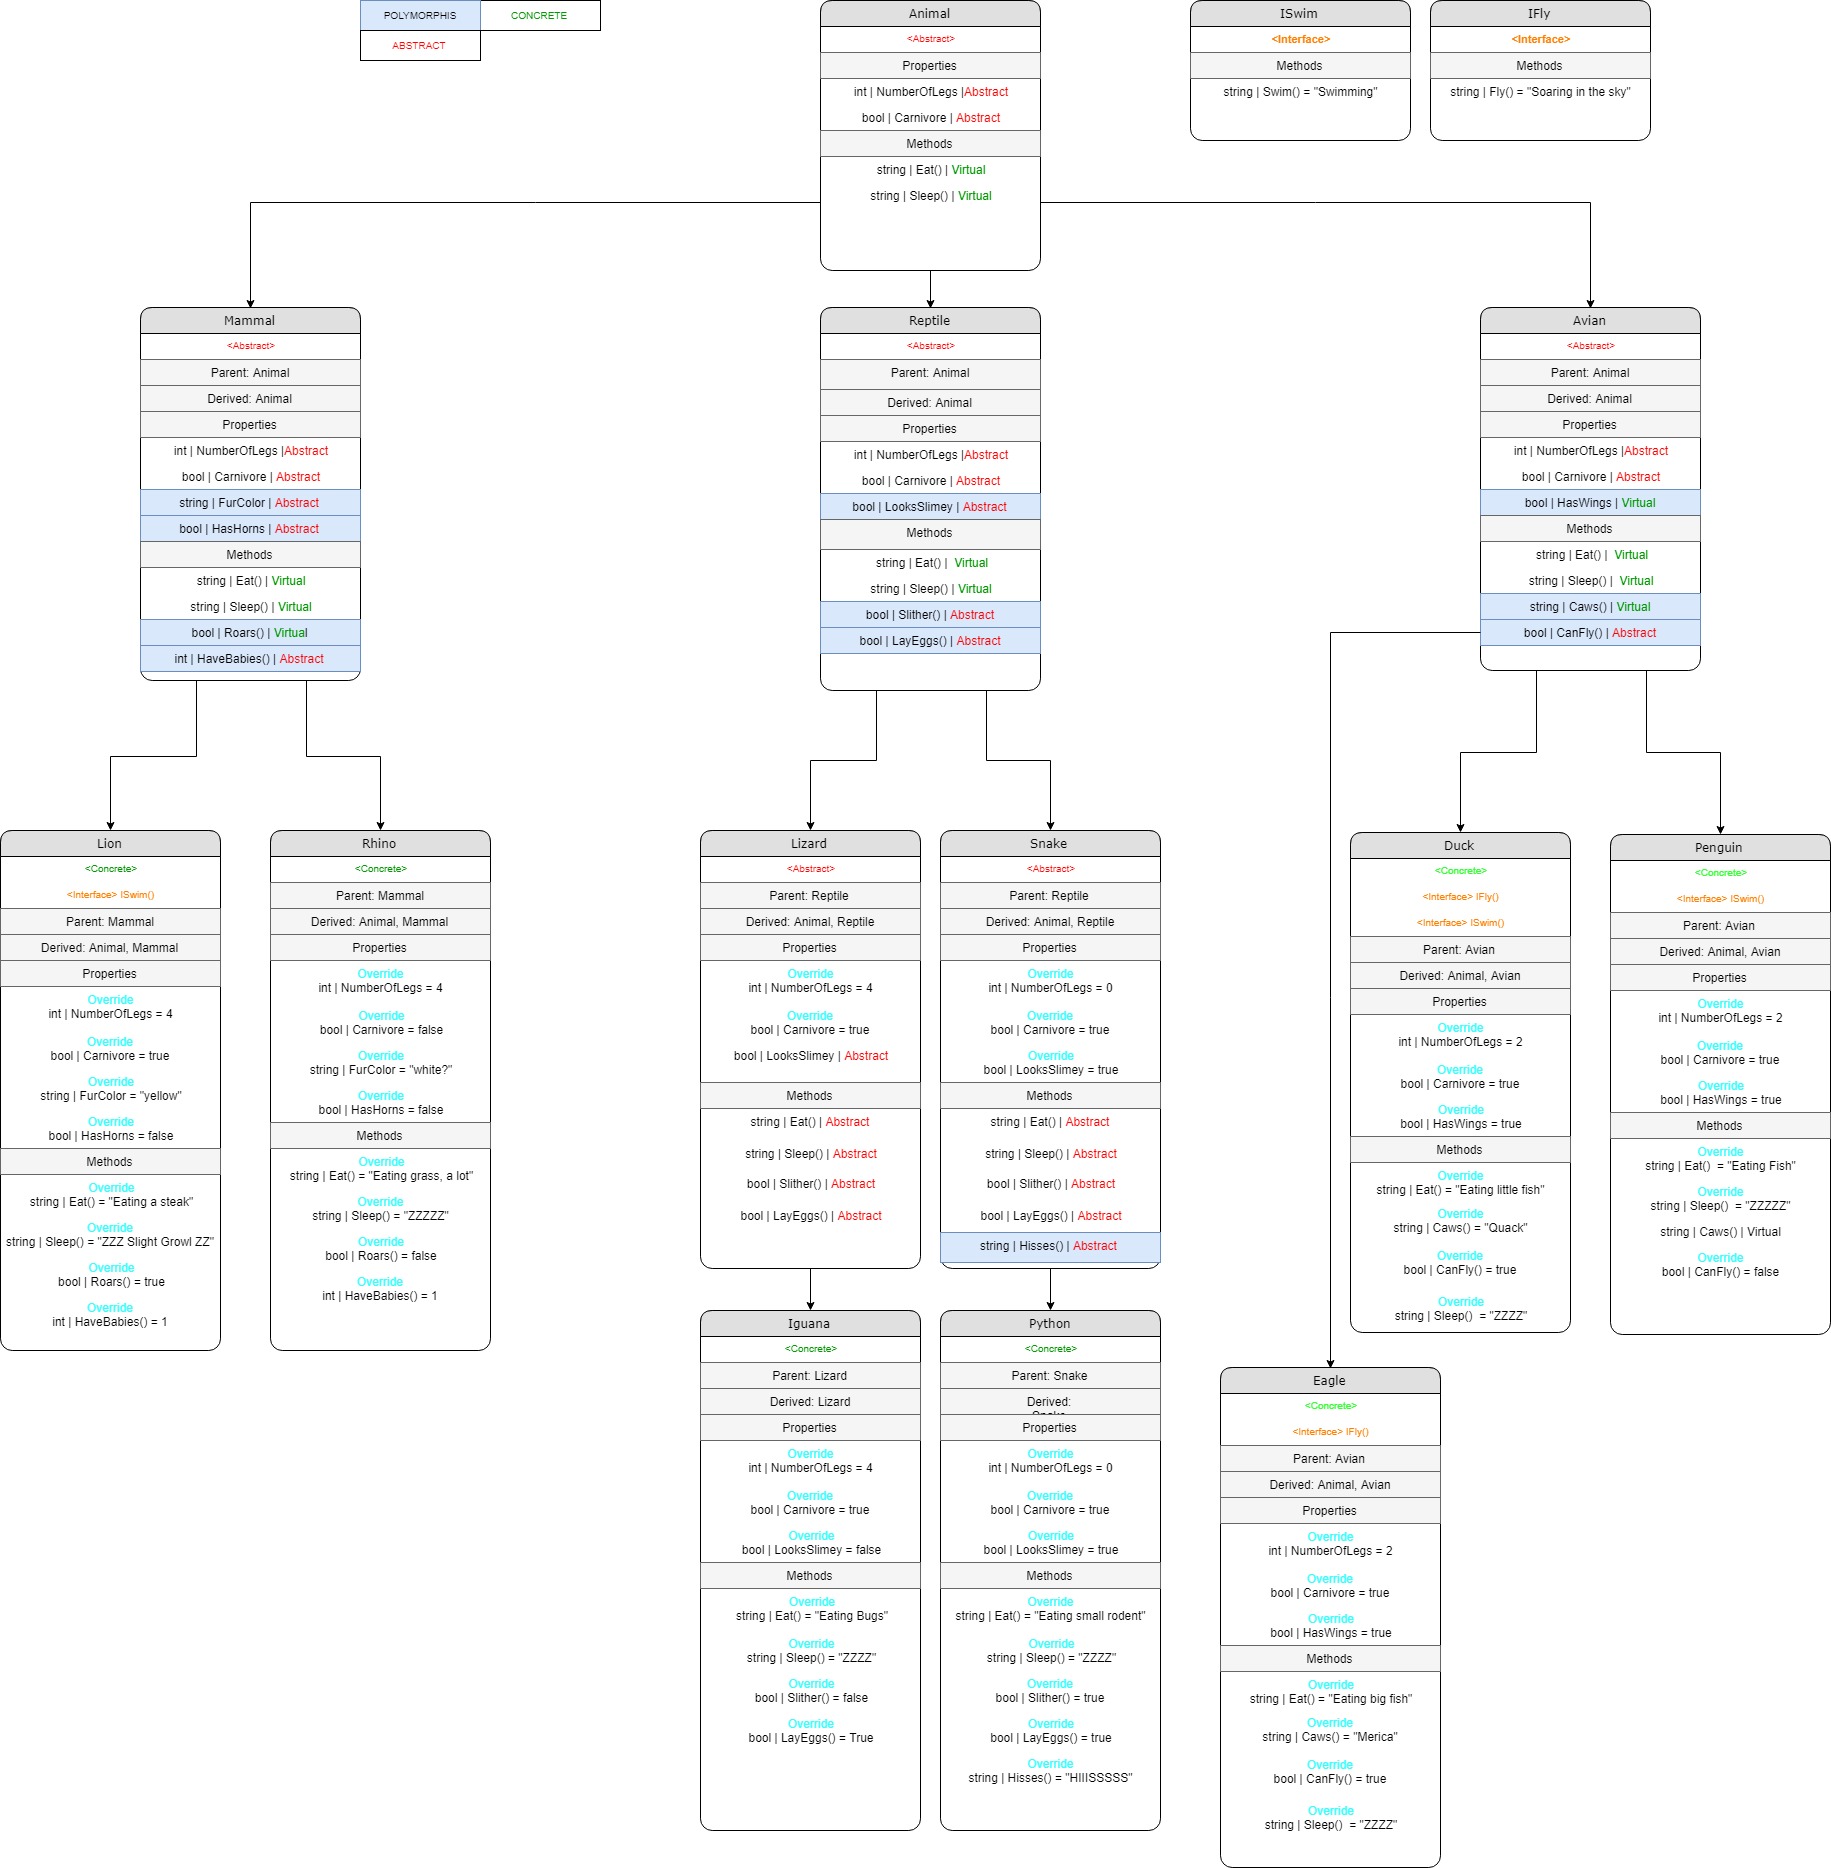 POLYMORPHIS
CONCRETE
ABSTRACT
Animal
<Abstract>
Properties
int | NumberOfLegs |Abstract
bool | Carnivore | Abstract
Methods
string | Eat() | Virtual
string | Sleep() | Virtual
ISwim
<Interface>
Methods
string | Swim() = "Swimming"
IFly
<Interface>
Methods
string | Fly() = "Soaring in the sky"
Mammal
<Abstract>
Parent: Animal
Derived: Animal
Properties
int | NumberOfLegs |Abstract
bool | Carnivore | Abstract
string | FurColor | Abstract
bool | HasHorns | Abstract
Methods
string | Eat() | Virtual
string | Sleep() | Virtual
bool | Roars() | Virtual
int | HaveBabies() | Abstract
Reptile
<Abstract>
Parent: Animal
Derived: Animal
Properties
int | NumberOfLegs |Abstract
bool | Carnivore | Abstract
bool | LooksSlimey | Abstract
Methods
string | Eat() | Virtual
string | Sleep() | Virtual
bool | Slither() | Abstract
bool | LayEggs() | Abstract
Avian
<Abstract>
Parent: Animal
Derived: Animal
Properties
int | NumberOfLegs |Abstract
bool | Carnivore | Abstract
bool | HasWings | Virtual
Methods
string | Eat() | Virtual
string | Sleep() | Virtual
string | Caws() | Virtual
bool | CanFly() | Abstract
Lion
<Concrete>
<Interface> ISwim()
Parent: Mammal
Derived: Animal, Mammal
Properties
Override
int | NumberOfLegs = 4
Override
bool | Carnivore = true
Override
string | FurColor = "yellow"
Override
bool | HasHorns = false
Methods
Override
string | Eat() = "Eating a steak"
Override
string | Sleep() = "ZZZ Slight Growl ZZ"
Override
bool | Roars() = true
Override
int | HaveBabies() = 1
Rhino
<Concrete>
Parent: Mammal
Derived: Animal, Mammal
Properties
Override
int | NumberOfLegs = 4
Override
bool | Carnivore = false
Override
string | FurColor = "white?"
Override
bool | HasHorns = false
Methods
Override
string | Eat() = "Eating grass, a lot"
Override
string | Sleep() = "ZZZZZ"
Override
bool | Roars() = false
Override
int | HaveBabies() = 1
Lizard
<Abstract>
Parent: Reptile
Derived: Animal, Reptile
Properties
Override
int | NumberOfLegs = 4
Override
bool | Carnivore = true
bool | LooksSlimey | Abstract
Methods
string | Eat() | Abstract
string | Sleep() | Abstract
bool | Slither() | Abstract
bool | LayEggs() | Abstract
Snake
<Abstract>
Parent: Reptile
Derived: Animal, Reptile
Properties
Override
int | NumberOfLegs = 0
Override
bool | Carnivore = true
Override
bool | LooksSlimey = true
Methods
string | Eat() | Abstract
string | Sleep() | Abstract
bool | Slither() | Abstract
bool | LayEggs() | Abstract
string | Hisses() | Abstract
Duck
<Concrete>
<Interface> IFly()
<Interface> ISwim()
Parent: Avian
Derived: Animal, Avian
Properties
Override
int | NumberOfLegs = 2
Override
bool | Carnivore = true
Override
bool | HasWings = true
Methods
Override
string | Eat() = "Eating little fish"
Override
string | Caws() = "Quack"
Override
bool | CanFly() = true
Override
string | Sleep() = "ZZZZ"
Penguin
<Concrete>
<Interface> ISwim()
Parent: Avian
Derived: Animal, Avian
Properties
Override
int | NumberOfLegs = 2
Override
bool | Carnivore = true
Override
bool | HasWings = true
Methods
Override
string | Eat() = "Eating Fish"
Override
string | Sleep() = "ZZZZZ"
string | Caws() | Virtual
Override
bool | CanFly() = false
Iguana
<Concrete>
Parent: Lizard
Derived: Lizard
Properties
Override
int | NumberOfLegs = 4
Override
bool | Carnivore = true
Override
bool | LooksSlimey = false
Methods
Override
string | Eat() = "Eating Bugs"
Override
string | Sleep() = "ZZZZ"
Override
bool | Slither() = false
Override
bool | LayEggs() = True
Python
<Concrete>
Parent: Snake
Derived:
Properties
Override
int | NumberOfLegs = 0
Override
bool | Carnivore = true
Override
bool | LooksSlimey = true
Methods
Override
string | Eat() = "Eating small rodent"
Override
string | Sleep() = "ZZZZ"
Override
bool | Slither() = true
Override
bool | LayEggs() = true
Override
string | Hisses() = "HIIISSSSS"
Eagle
<Concrete>
<Interface> IFly()
Parent: Avian
Derived: Animal, Avian
Properties
Override
int | NumberOfLegs = 2
Override
bool | Carnivore = true
Override
bool | HasWings = true
Methods
Override
string | Eat() = "Eating big fish"
Override
string | Caws() = "Merica"
Override
bool | CanFly() = true
Override
string | Sleep() = "ZZZZ"